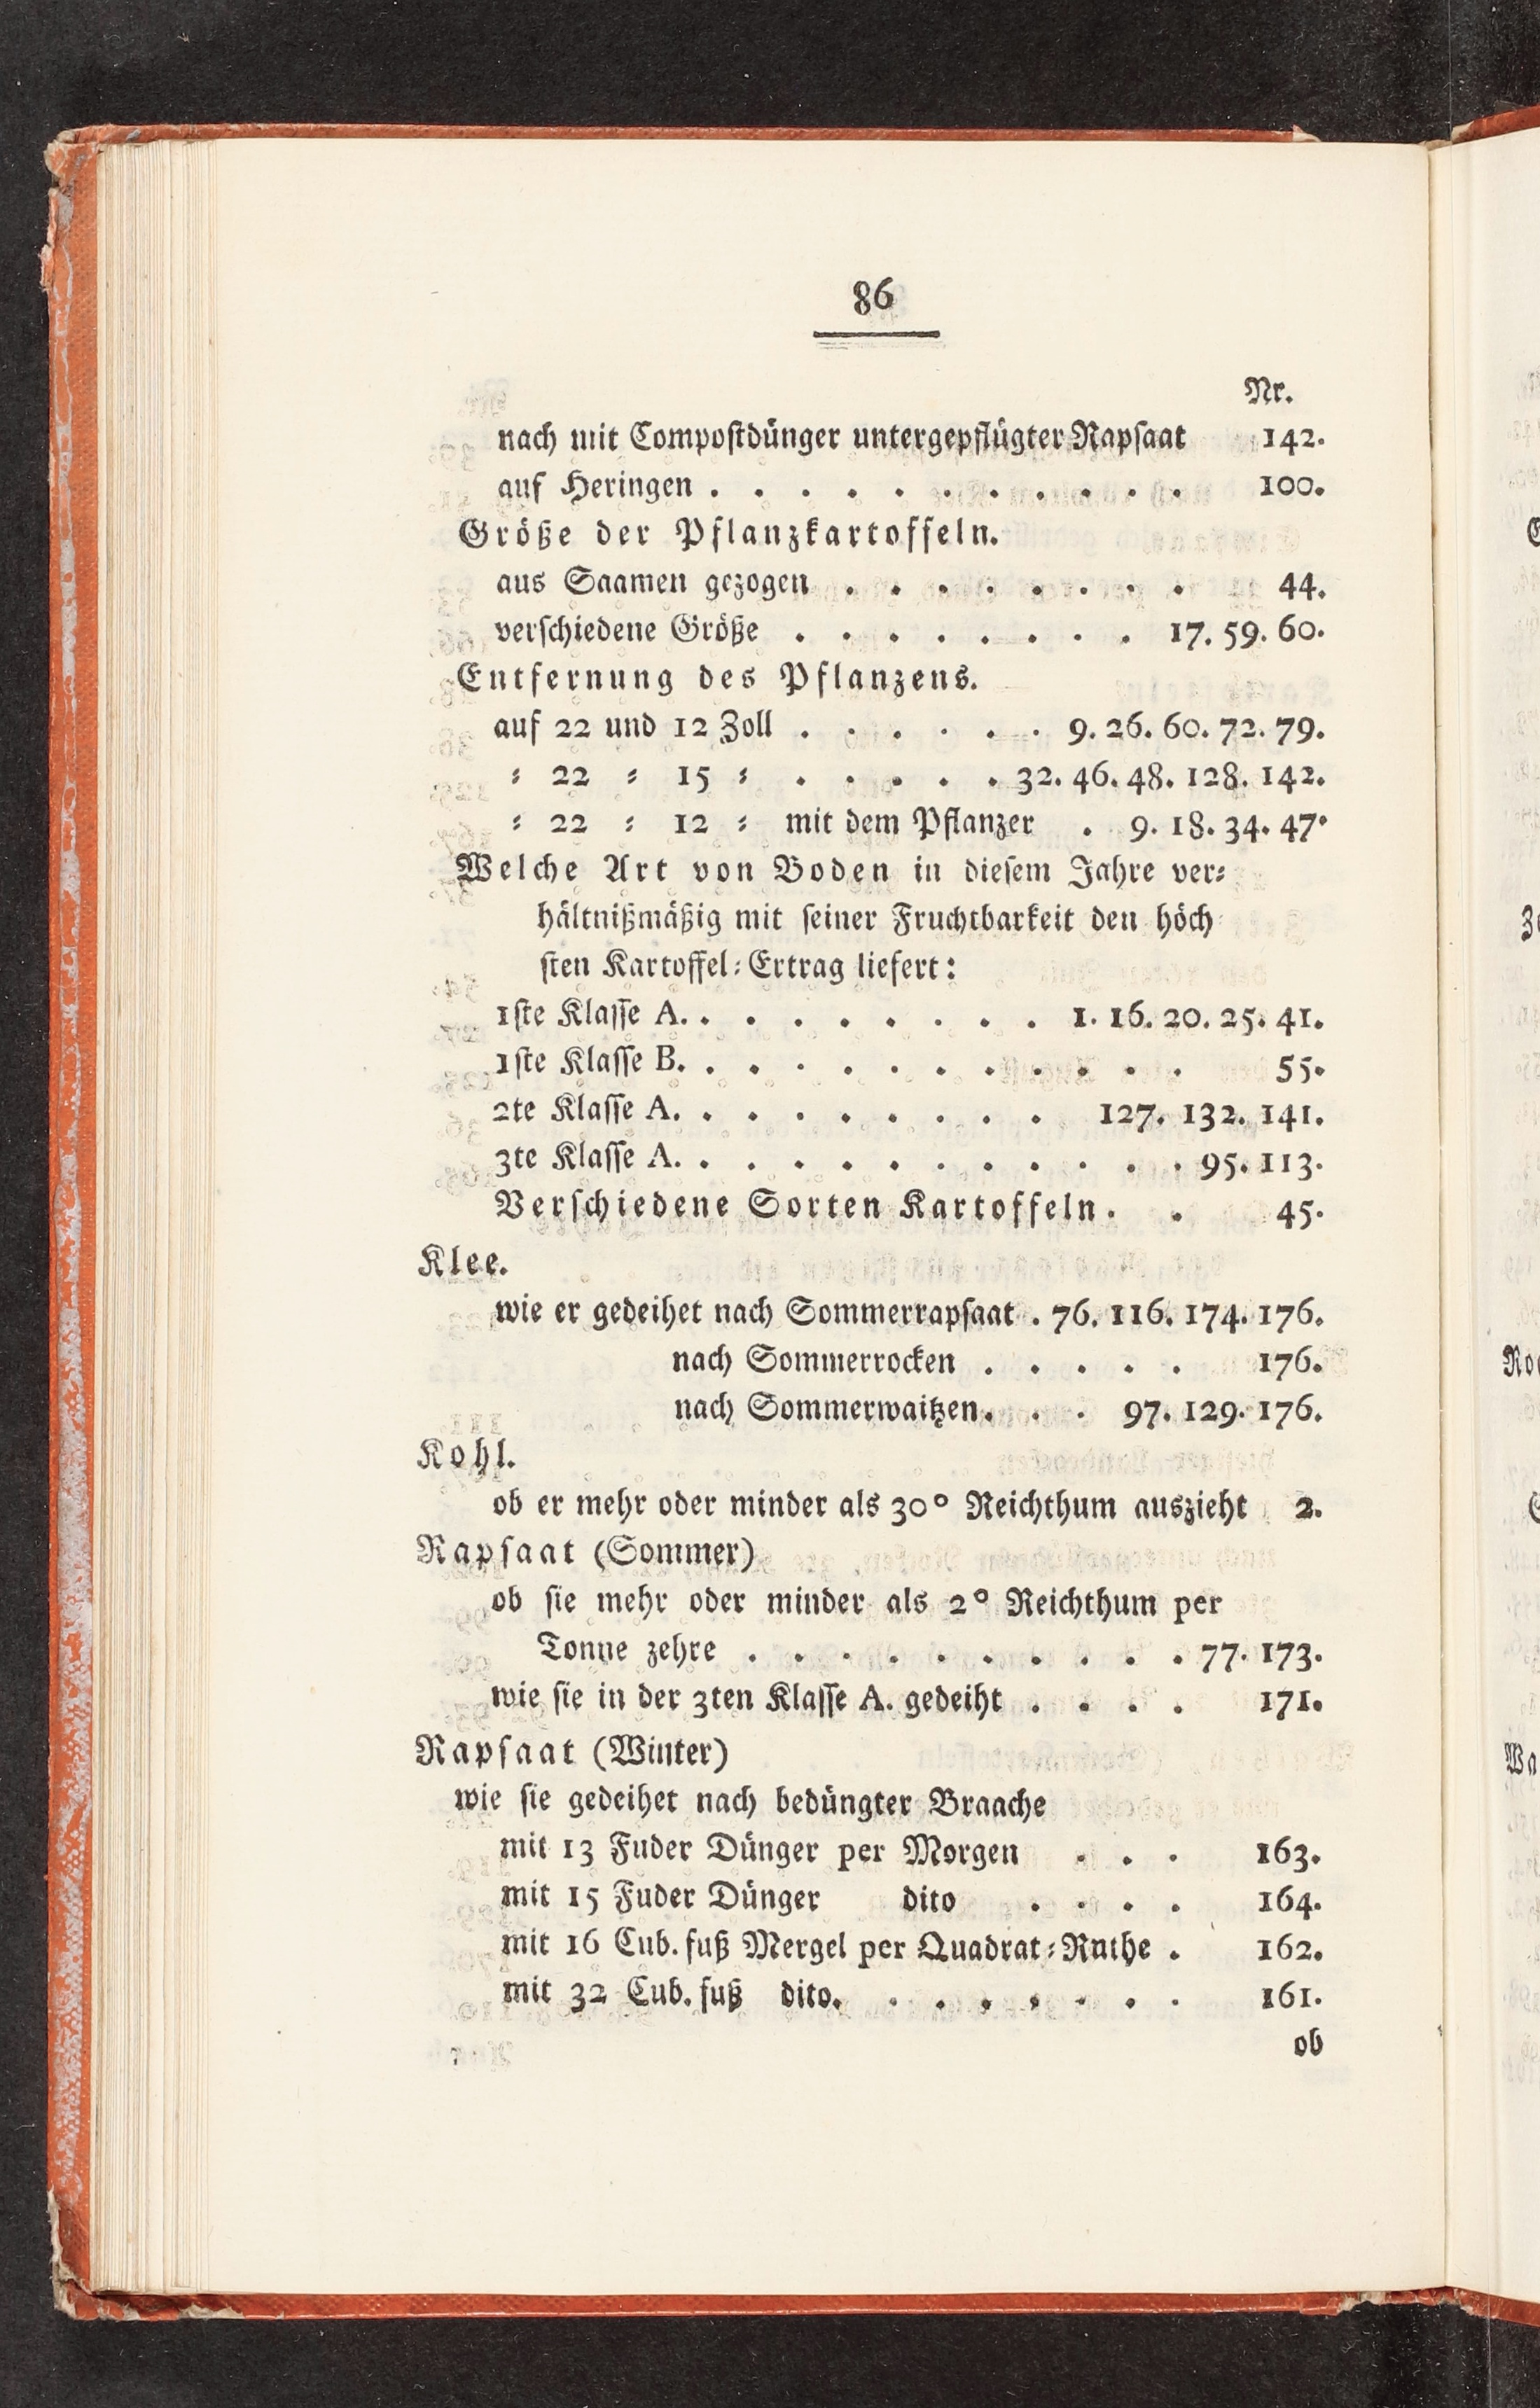 86
Nr.
nach mit Compoſtdünger untergepflügter Rapſaat 142.
auf Heringen . . . . . . . . . . . 100.
Größe der Pflanzkartoffeln.
aus Saamen gezogen . . . . . . . . 44.
verſchiedene Größe . . . . . . . . 17. 59. 60.
Entfernung des Pflanzens.
auf 22 und 12 Zoll . . . . . . 9. 26. 60. 72. 79.
⸗ 22 ⸗ 15 ⸗ . . . . . 32. 46. 48. 128. 142.
⸗ 22 ⸗ 12 ⸗ mit dem Pflanzer . 9. 18. 34. 47.
Welche Art von Boden in dieſem Jahre ver⸗
hältnißmäßig mit ſeiner Fruchtbarkeit den höch
ſten Kartoffel⸗Ertrag liefert:
1ſte Klaſſe A. . . . . . . . . 1. 16. 20. 25. 41.
1ſte Klaſſe B. . . . . . . . . . . . 55.
2te Klaſſe A. . . . . . . . . 127. 132. 141.
3te Klaſſe A. . . . . . . . . . . . 95. 113.
Verſchiedene Sorten Kartoffeln. . 45.
Klee.
wie er gedeihet nach Sommerrapſaat . 76. 116. 174. 176.
nach Sommerrocken . . . . . 176.
nach Sommerwaitzen. . . 97. 129. 176.
Kohl.
ob er mehr oder minder als 30° Reichthum auszieht 2.
Rapſaat (Sommer)
ob ſie mehr oder minder als 2° Reichthum per
Tonne zehre . . . . . . . . . . 77. 173.
wie ſie in der 3ten Klaſſe A. gedeiht . . . . 171.
Rapſaat (Winter)
wie ſie gedeihet nach bedüngter Braache
mit 13 Fuder Dünger per Morgen . . . 163.
mit 15 Fuder Dünger dito . . . . 164.
mit 16 Cub. fuß Mergel per Quadrat⸗Ruthe . 162.
mit 32 Cub. fuß dito. . . . . . . . 161.
ob